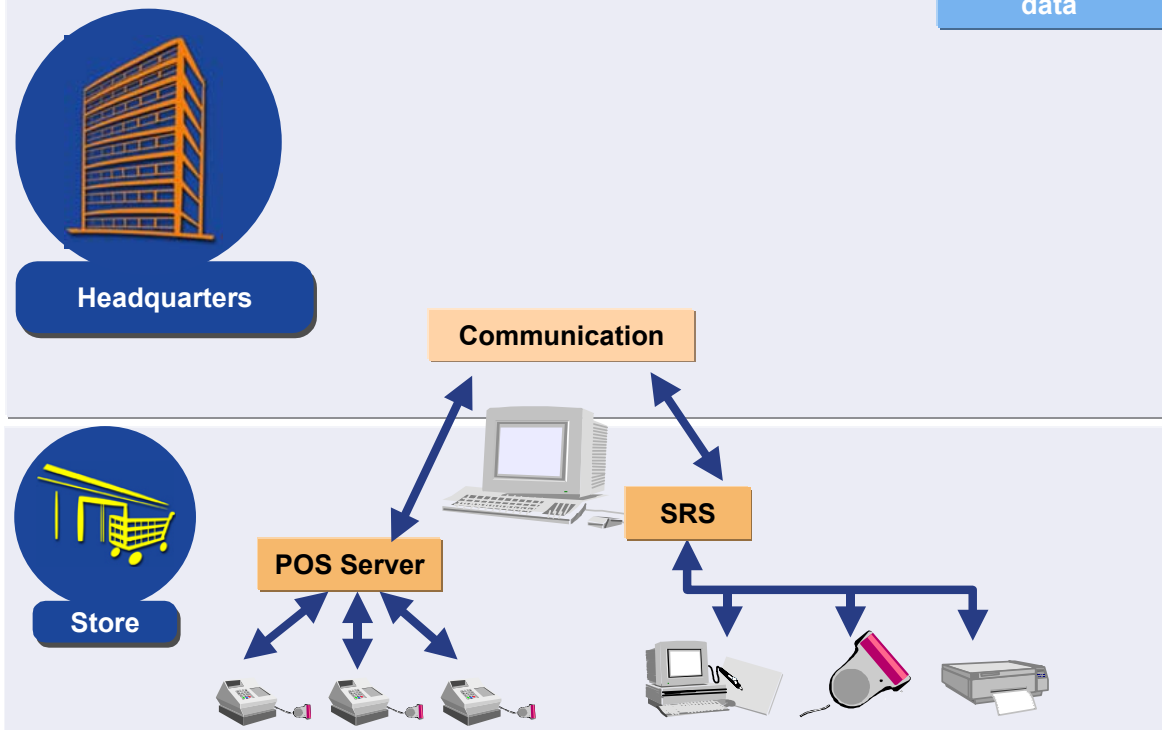 data
Headquarters
Communication
SRS
POS Server
Store